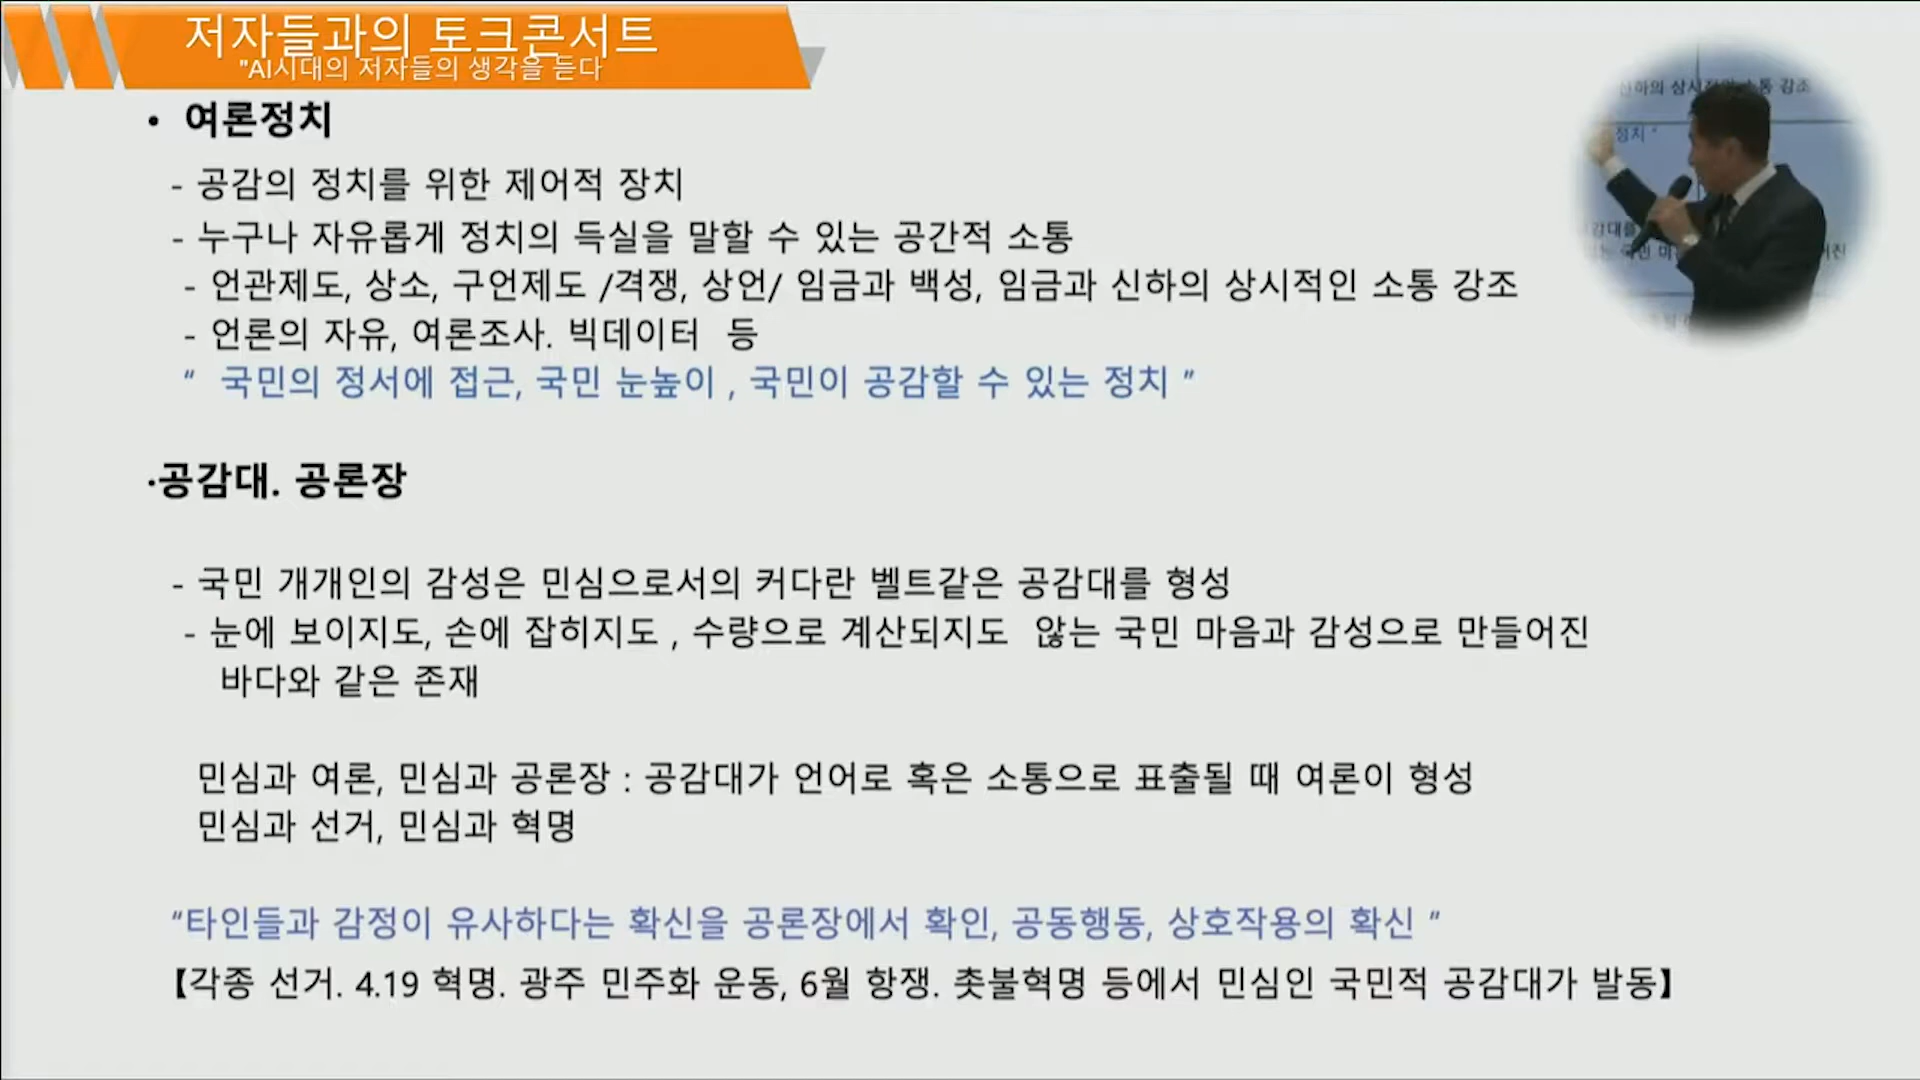 저자들과의 토크콘서트
"AI시대의 저자들의 생각을 듣다
• 여론정치
- 공감의 정치를 위한 제어적 장치
- 누구나 자유롭게 정치의 득실을 말할 수 있는 공간적 소통
- 언관제도, 상소, 구언제도 /격쟁, 상언/ 임금과 백성, 임금과 신하의 상시적인 소통 강조
- 언론의 자유, 여론조사. 빅데이터 등
“ 국민의 정서에 접근, 국민 눈높이 , 국민이 공감할 수 있는 정치 ”
·공감대. 공론장
- 국민 개개인의 감성은 민심으로서의 커다란 벨트같은 공감대를 형성
- 눈에 보이지도, 손에 잡히지도 , 수량으로 계산되지도 않는 국민 마음과 감성으로 만들어진
바다와 같은 존재
민심과 여론, 민심과 공론장 : 공감대가 언어로 혹은 소통으로 표출될 때 여론이 형성
민심과 선거, 민심과 혁명
“타인들과 감정이 유사하다는 확신을 공론장에서 확인, 공동행동, 상호작용의 확신 “
【각종 선거. 4.19 혁명. 광주 민주화 운동, 6월 항쟁. 촛불혁명 등에서 민심인 국민적 공감대가 발동】